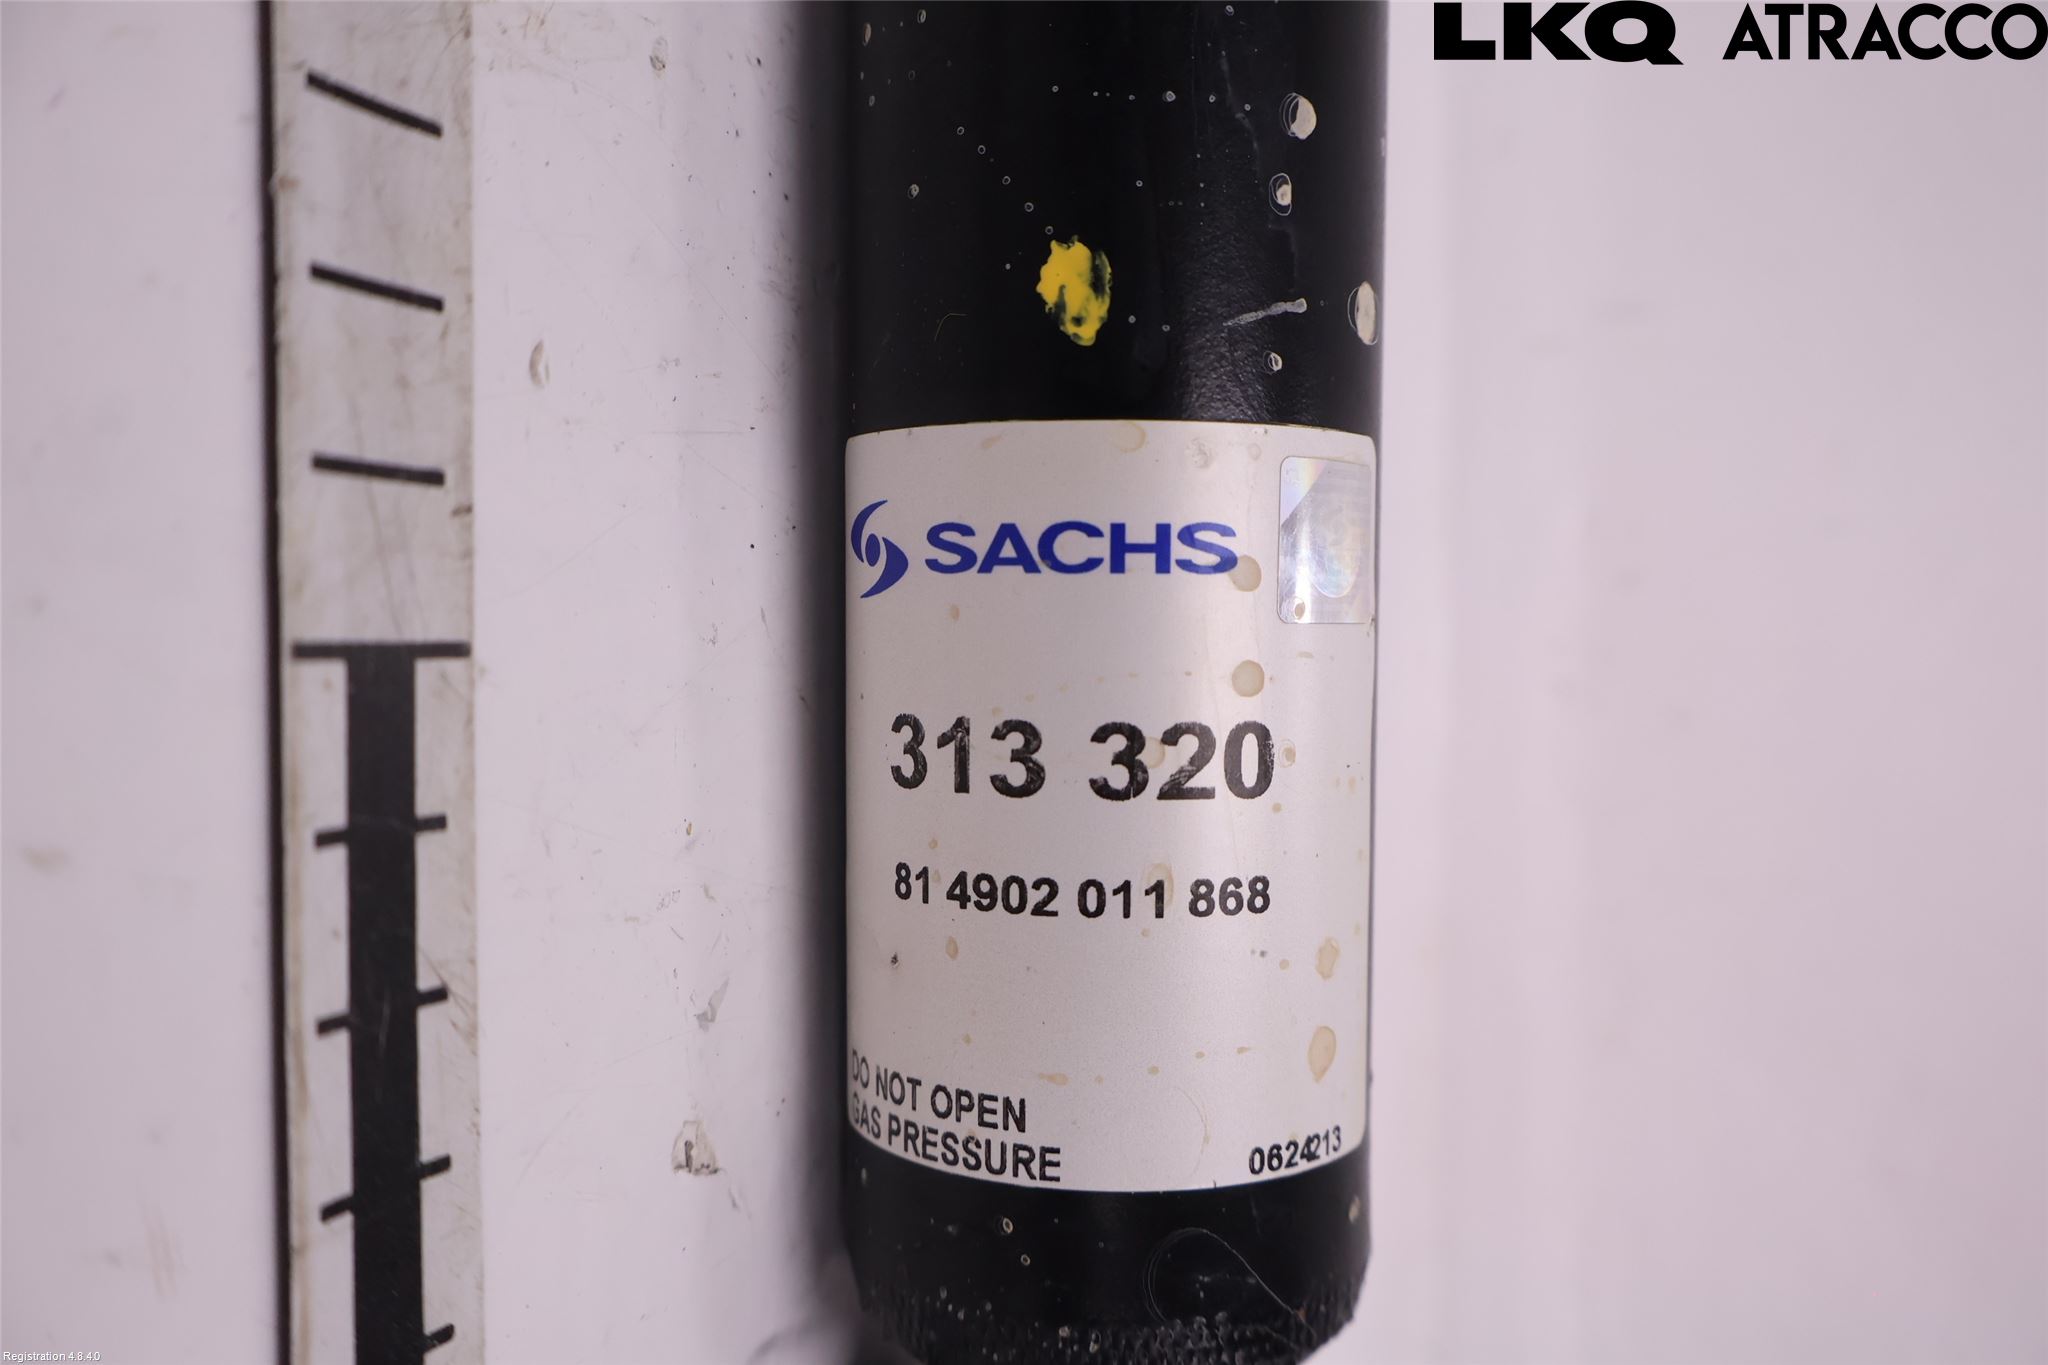 LKQ ATRACCO
SACHS
313 320
81 4902 011 868
DO NOT OPEN
GAS PRESSURE
0624213
Registration 4.8.4.0